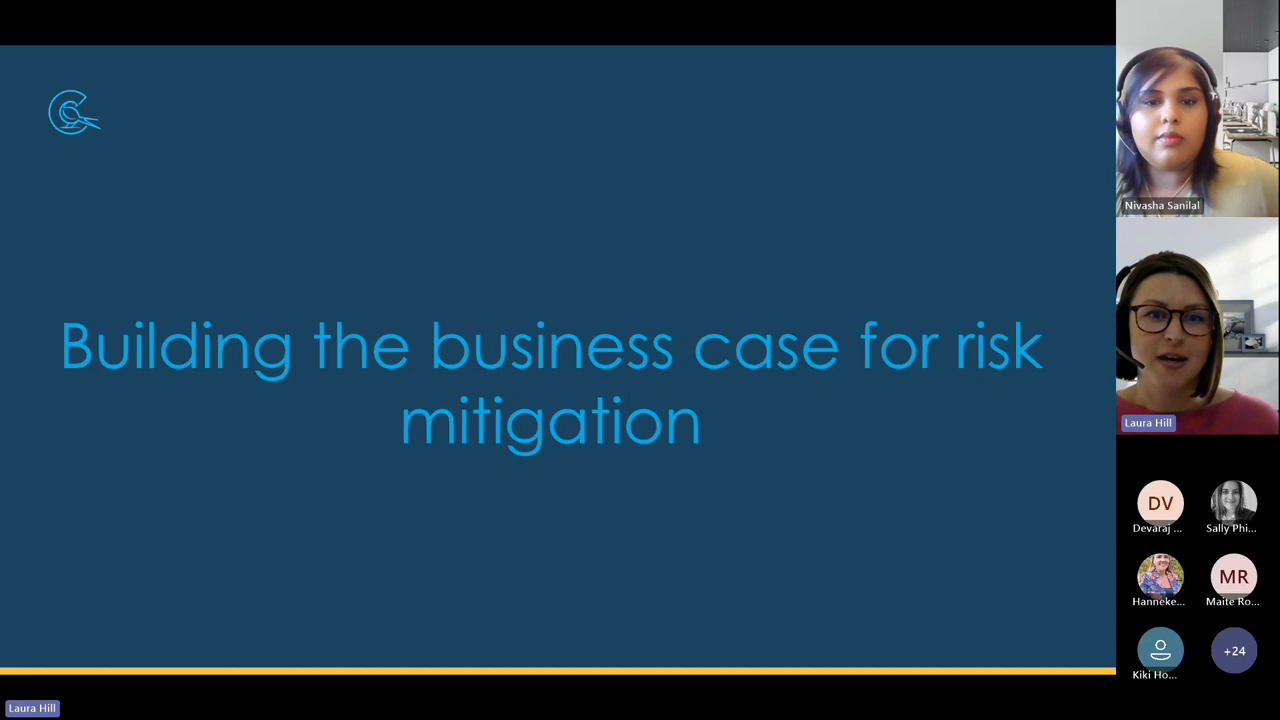 Building the business case for risk
mitigation
Nivasha Sanilal
Laura Hill
DV
Devaraj ...
Sally Phi...
Hanneke...
MR
Maite Ro...
Kiki Ho...
+24
Laura Hill